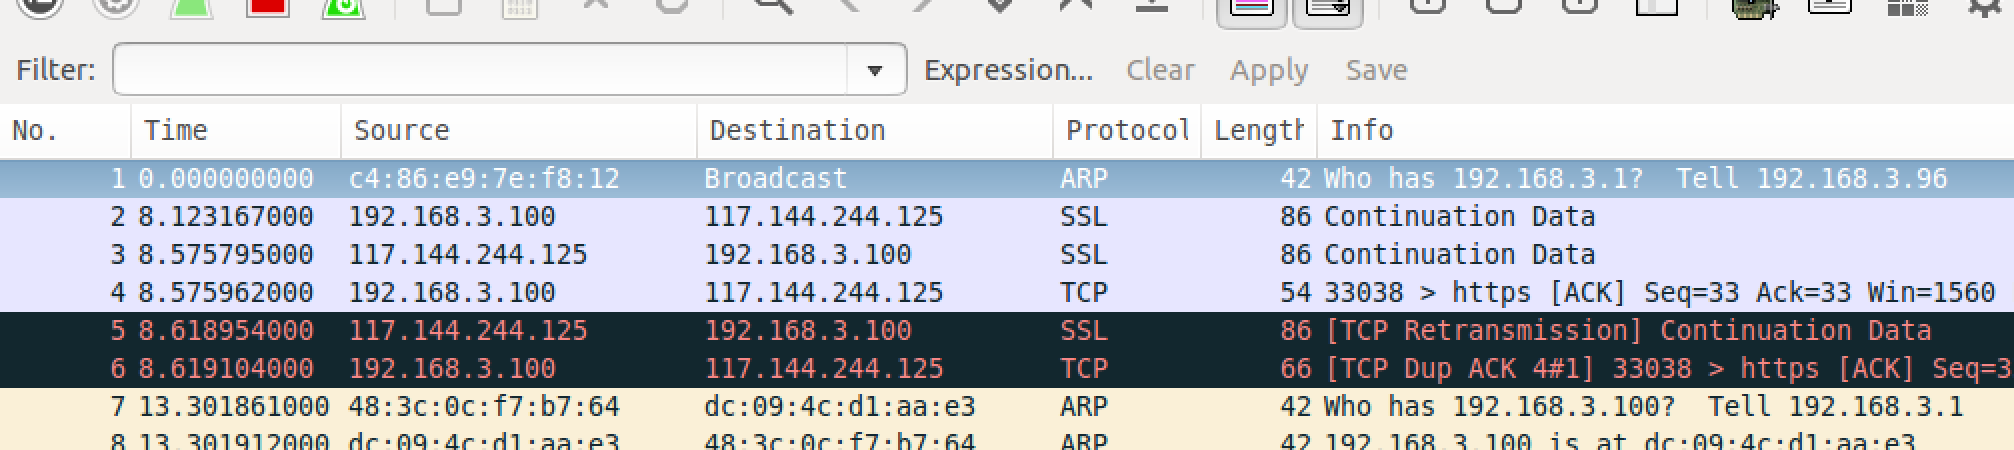 Filter: Expression... Clear Apply Save
No. Time Source Destination Protocol Length Info
1 0.000000000 c4:86:e9:7e:f8:12 Broadcast ARP 42 Who has 192.168.3.1?  Tell 192.168.3.96
2 8.123167000 192.168.3.100 117.144.244.125 SSL 86 Continuation Data
3 8.575795000 117.144.244.125 192.168.3.100 SSL 86 Continuation Data
4 8.575962000 192.168.3.100 117.144.244.125 TCP 54 33038 > https [ACK] Seq=33 Ack=33 Win=1560
5 8.618954000 117.144.244.125 192.168.3.100 SSL 86 [TCP Retransmission] Continuation Data
6 8.619104000 192.168.3.100 117.144.244.125 TCP 66 [TCP Dup ACK 4#1] 33038 > https [ACK] Seq=3
7 13.301861000 48:3c:0c:f7:b7:64 dc:09:4c:d1:aa:e3 ARP 42 Who has 192.168.3.100?  Tell 192.168.3.1
8 13.301912000 dc:09:4c:d1:aa:e3 48:3c:0c:f7:b7:64 ARP 42 192.168.3.100 is at dc:09:4c:d1:aa:e3